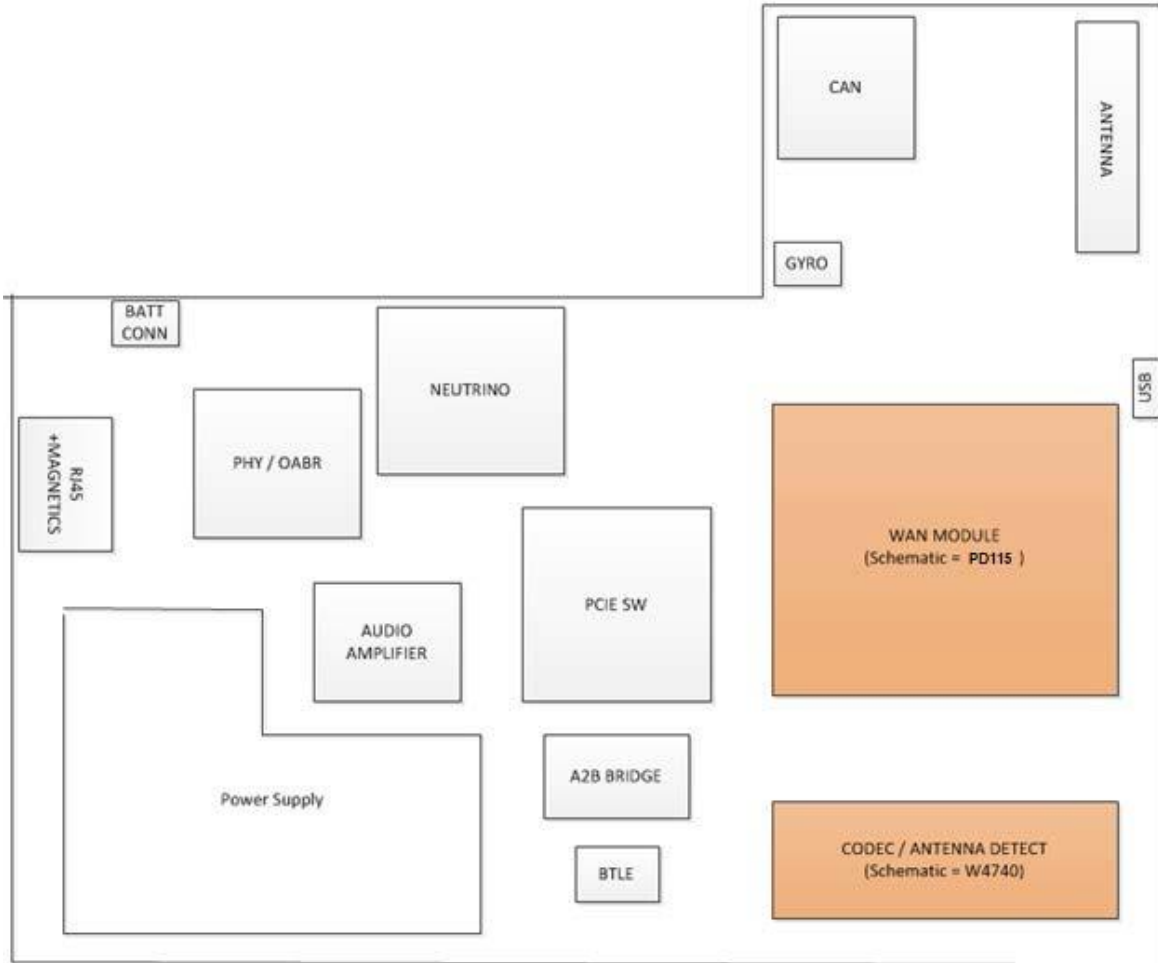 CAN
ANTENNA
GYRO
BATT
CONN
NEUTRINO
USB
PHY / OABR
RJ45
+MAGNETICS
WAN MODULE
(Schematic = PD115 )
PCIE SW
AUDIO
AMPLIFIER
A2B BRIDGE
Power Supply
CODEC / ANTENNA DETECT
(Schematic = W4740)
BTLE